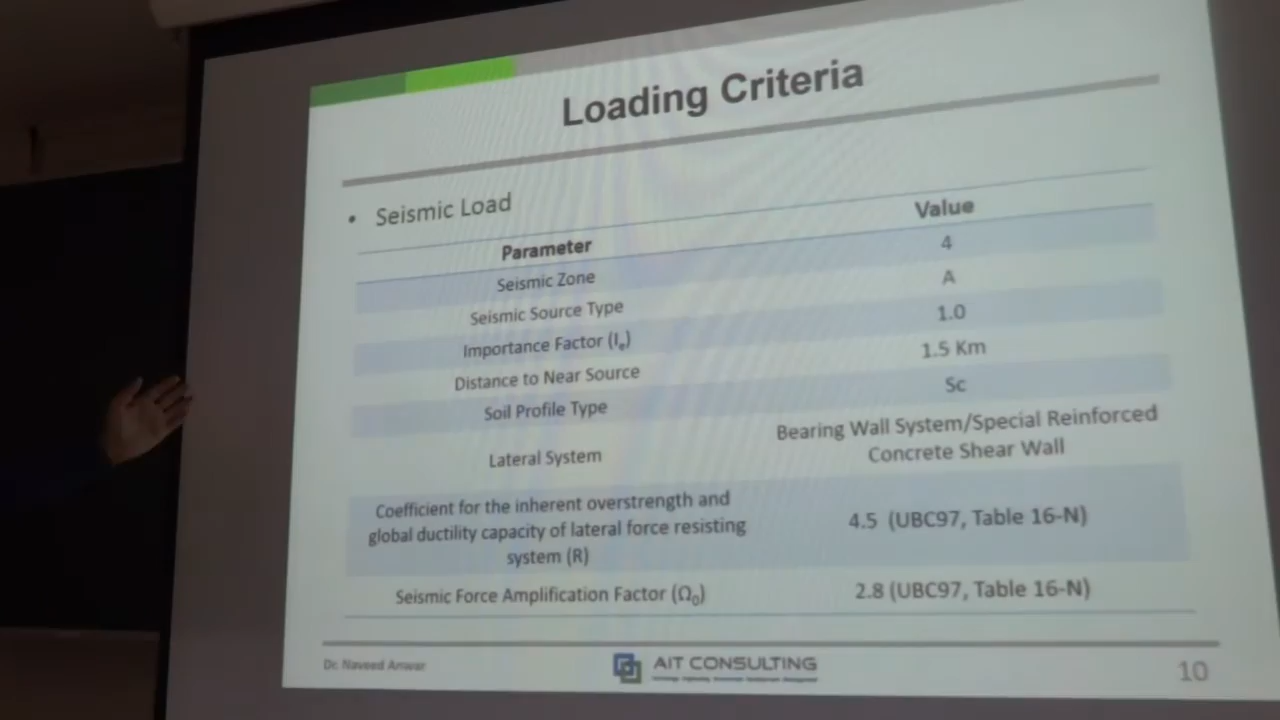 Loading Criteria
• Seismic Load
Parameter Value
Seismic Zone 4
Seismic Source Type A
Importance Factor (Ie) 1.0
Distance to Near Source 1.5 Km
Soil Profile Type Sc
Lateral System Bearing Wall System/Special Reinforced
Concrete Shear Wall
Coefficient for the inherent overstrength and
global ductility capacity of lateral force resisting
system (R) 4.5 (UBC97, Table 16-N)
Seismic Force Amplification Factor (Ω0) 2.8 (UBC97, Table 16-N)
Dr. Naveed Anwar
AIT CONSULTING
10